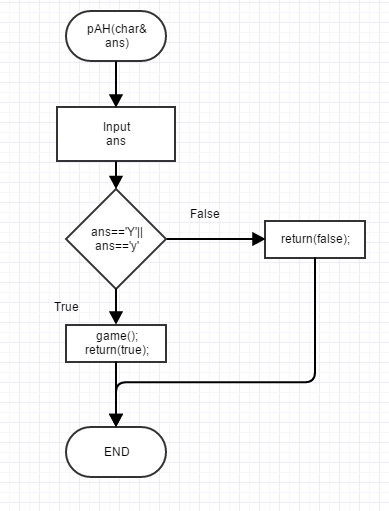 pAH(char&
ans)
Input
ans
ans=='Y'||
ans=='y'
False
return(false);
True
game();
return(true);
END